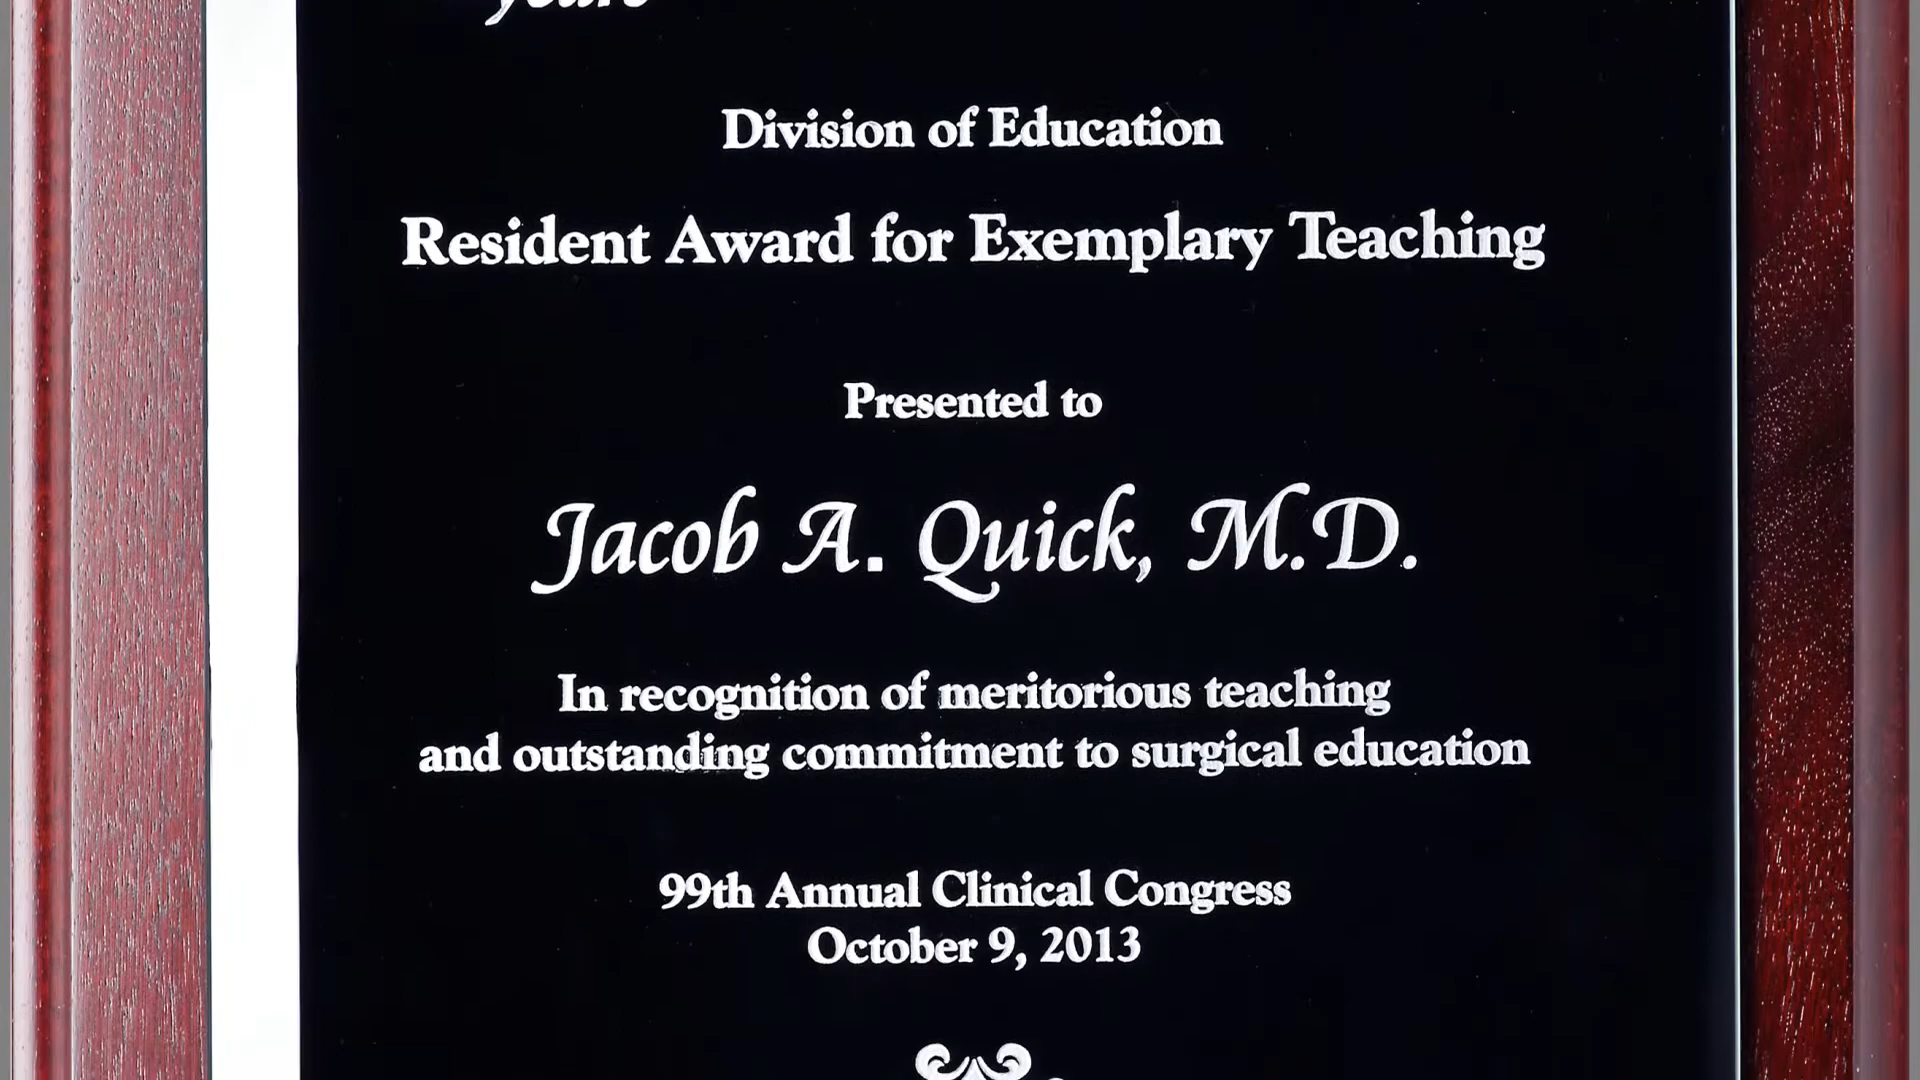 years
Division of Education
Resident Award for Exemplary Teaching
Presented to
Jacob A. Quick, M.D.
In recognition of meritorious teaching
and outstanding commitment to surgical education
99th Annual Clinical Congress
October 9, 2013